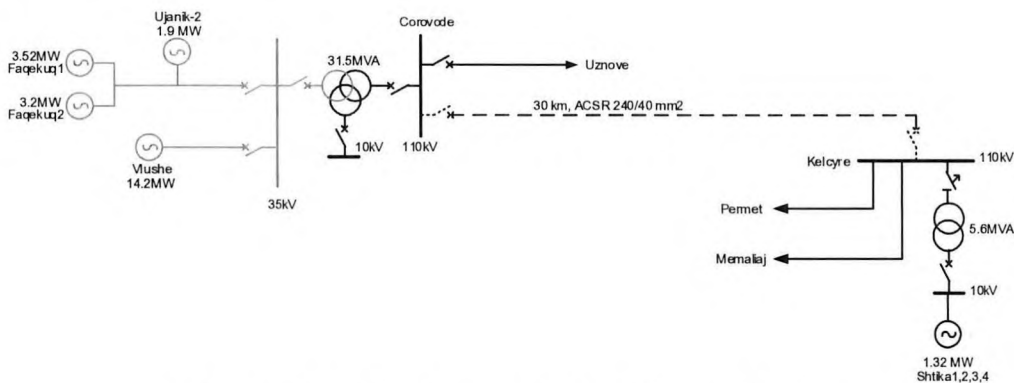 Ujanik-2
1.9 MW
3.52MW
Faqekuq1
3.2MW
Faqekuq2
Vlushe
14.2MW
35kV
31.5MVA
10kV
Corovode
110kV
Uznove
30 km, ACSR 240/40 mm2
Kelcyre
110kV
Permet
Memaliaj
5.6MVA
10kV
1.32 MW
Shtika1,2,3,4